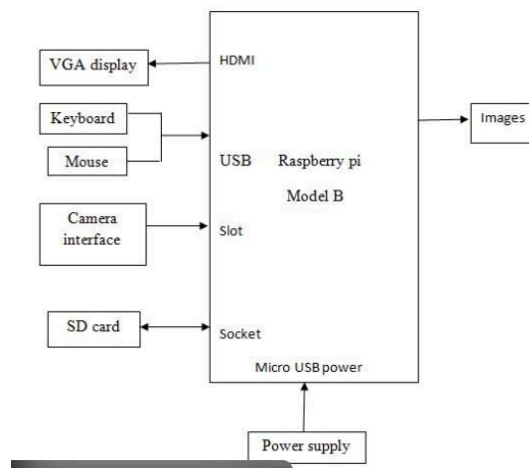 VGA display
HDMI
Keyboard
Mouse
USB Raspberry pi
Model B
Images
Camera
interface
Slot
SD card
Socket
Micro USB power
Power supply